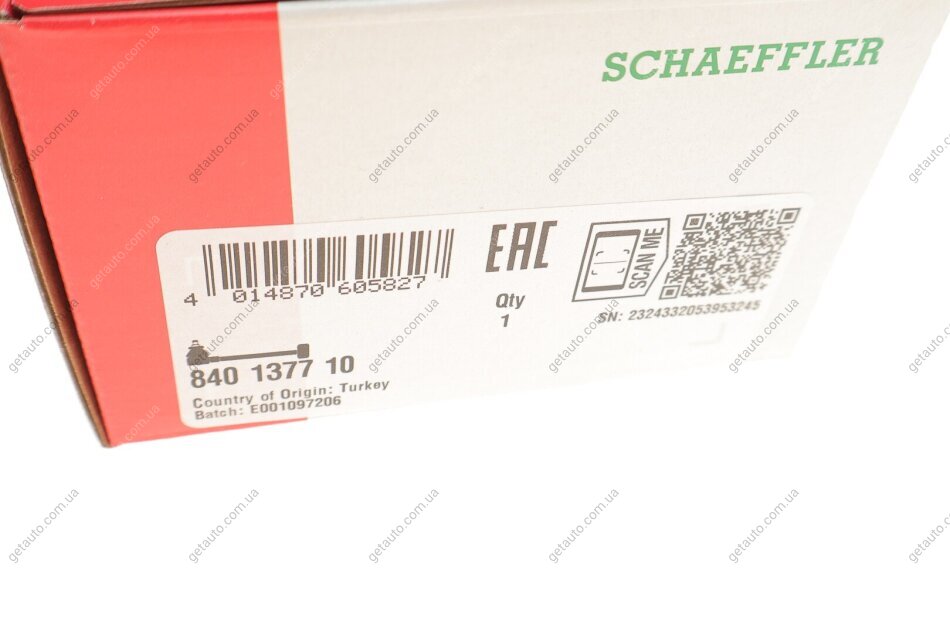 SCHAEFFLER
4 014870 605827
EAC
Qty
1
SCAN ME
SN: 2324332053953245
840 1377 10
Country of Origin: Turkey
Batch: E001097206
getauto.com.ua